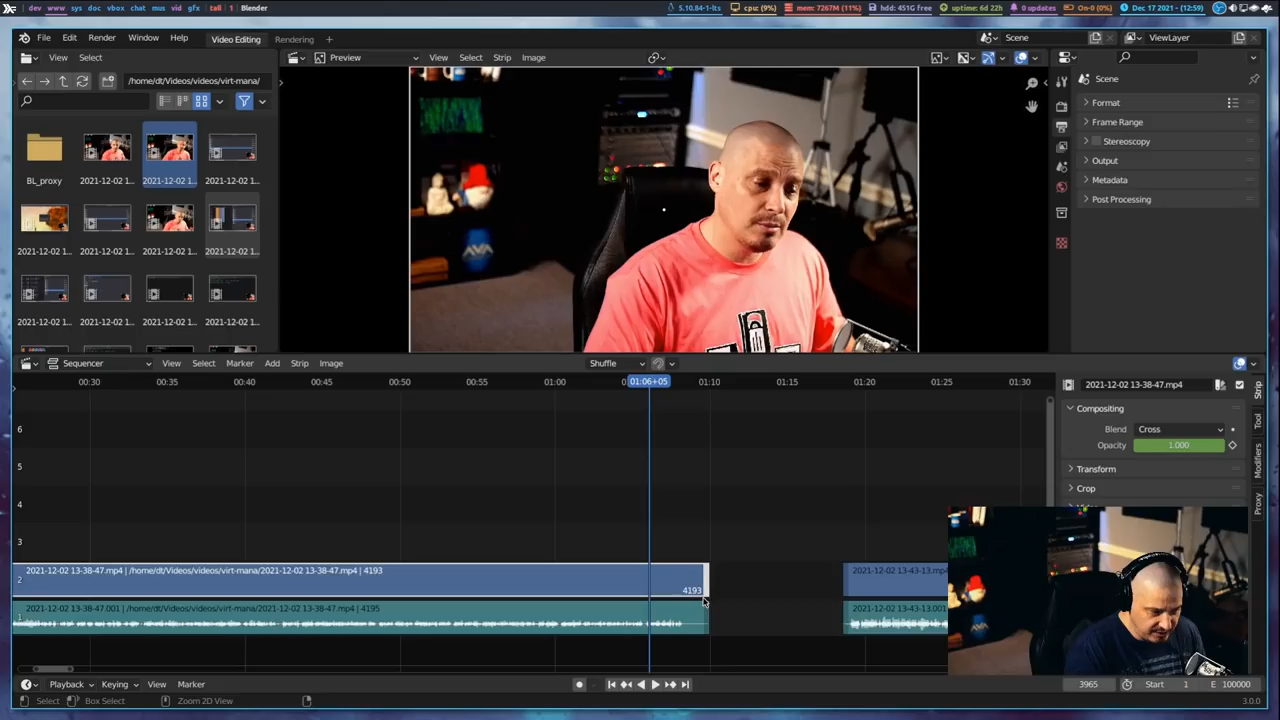 dev www sys doc vbox chat mus vid gfx tall 1 Blender
5.10.84-1-lts cpu: (9%) mem: 7267M (11%) hdd: 451G free uptime: 6d 22h 0 updates On-0 (0%) Dec 17 2021 - (12:59)
File Edit Render Window Help Video Editing Rendering + Scene ViewLayer
View Select Preview View Select Strip Image
/home/dt/Videos/videos/virt-mana/ Scene
Format
Frame Range
Stereoscopy
Output
Metadata
Post Processing
BL_proxy 2021-12-02 1... 2021-12-02 1... 2021-12-02 1...
2021-12-02 1... 2021-12-02 1... 2021-12-02 1... 2021-12-02 1...
2021-12-02 1... 2021-12-02 1... 2021-12-02 1... 2021-12-02 1...
Sequencer View Select Marker Add Strip Image Shuffle
00:30 00:35 00:40 00:45 00:50 00:55 01:00 01:06+05 01:10 01:15 01:20 01:25 01:30
2021-12-02 13-38-47.mp4
Compositing
Blend Cross
Opacity 1.000
Transform
Crop
Strip
Tool
Modifiers
Proxy
6
5
4
3
2
1
2021-12-02 13-38-47.mp4 | /home/dt/Videos/videos/virt-mana/2021-12-02 13-38-47.mp4 | 4193
4193
2021-12-02 13-43-13.mp4
2021-12-02 13-38-47.001 | /home/dt/Videos/videos/virt-mana/2021-12-02 13-38-47.mp4 | 4195
2021-12-02 13-43-13.001
Playback Keying View Marker 3965 Start 1 E 100000
Select Box Select Zoom 2D View 3.0.0